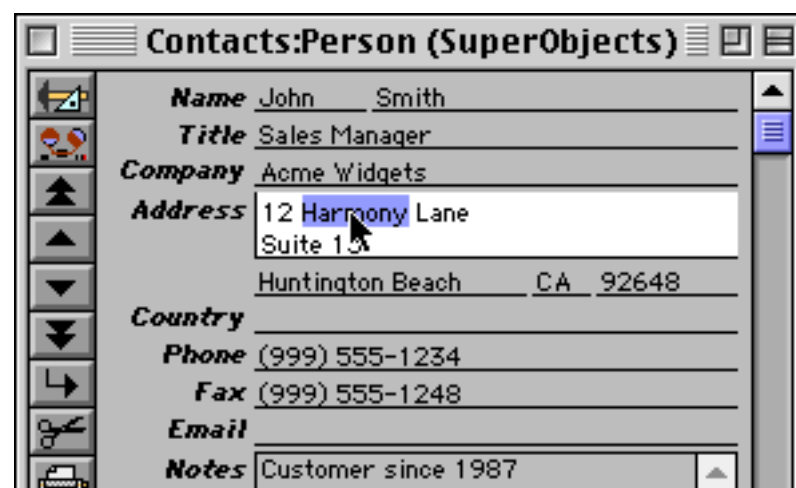 Contacts:Person (SuperObjects)
Name John Smith
Title Sales Manager
Company Acme Widgets
Address 12 Harmony Lane
Suite
Huntington Beach CA 92648
Country
Phone (999) 555-1234
Fax (999) 555-1248
Email
Notes Customer since 1987